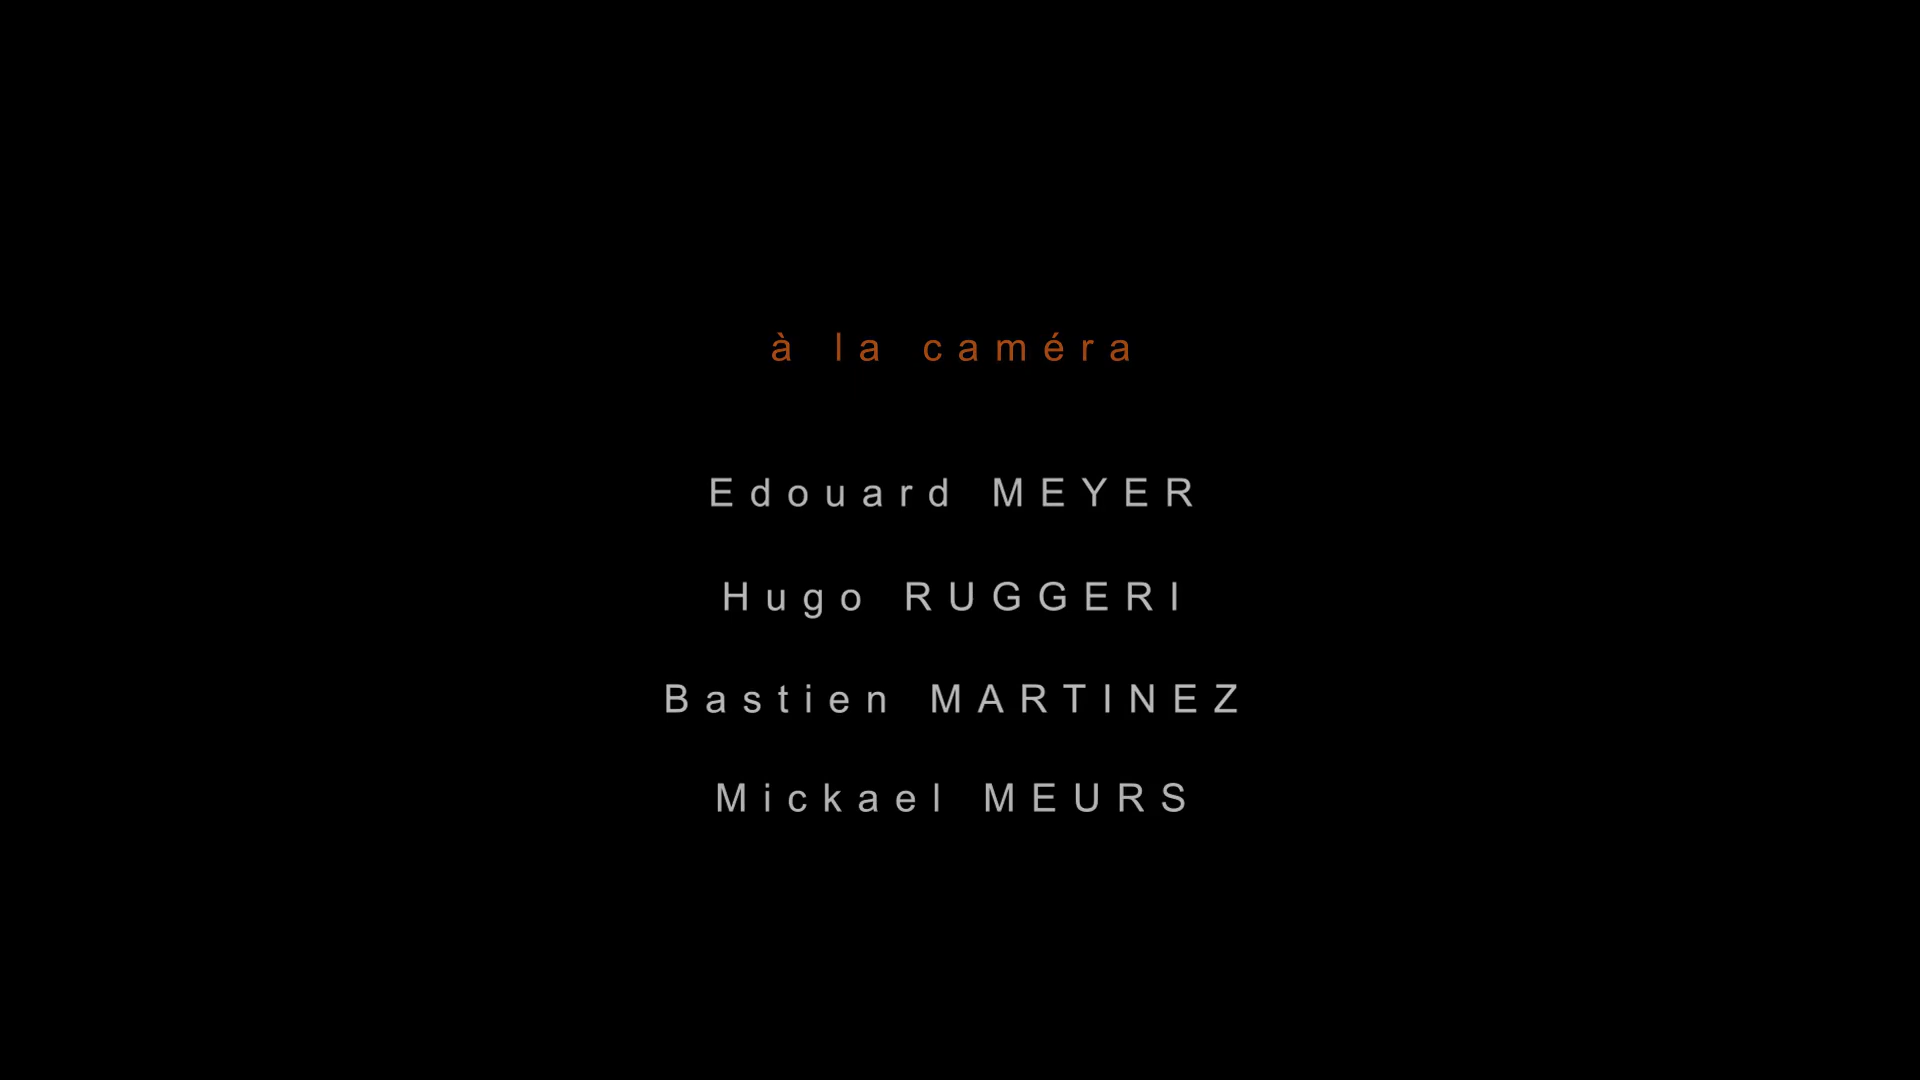 à la caméra
Edouard MEYER
Hugo RUGGERI
Bastien MARTINEZ
Mickael MEURS